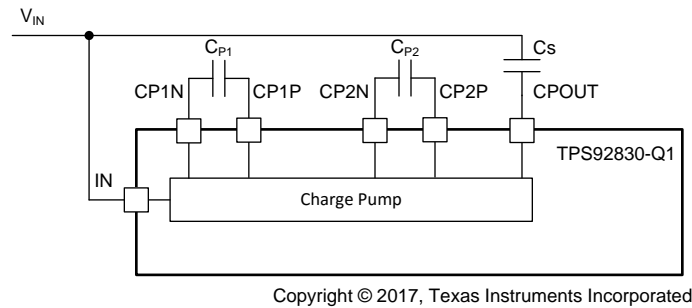 VIN
CP1 CP2 Cs
CP1N CP1P CP2N CP2P CPOUT
TPS92830-Q1
IN
Charge Pump
Copyright © 2017, Texas Instruments Incorporated